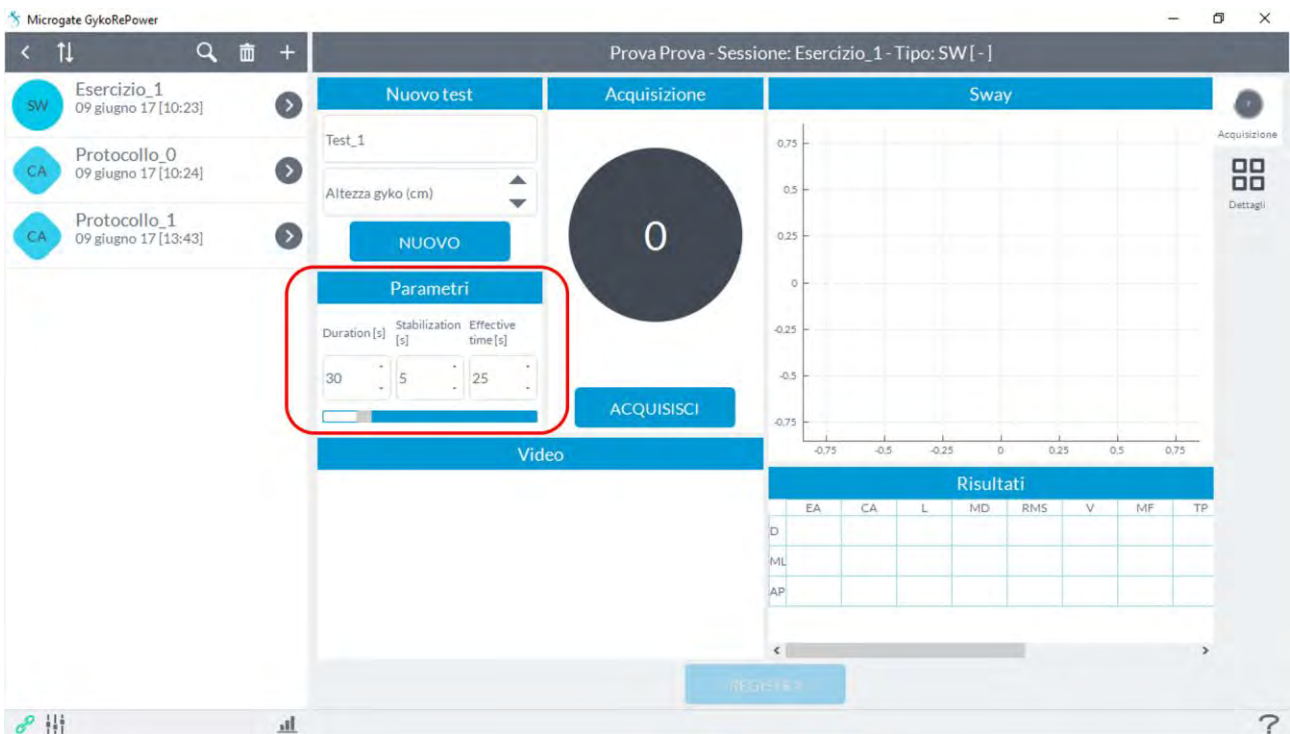 Microgate GykoRePower
Prova Prova - Sessione: Esercizio_1 - Tipo: SW [ - ]
SW
Esercizio_1
09 giugno 17 [10:23]
CA
Protocollo_0
09 giugno 17 [10:24]
CA
Protocollo_1
09 giugno 17 [13:43]
Nuovo test
Test_1
Altezza gyko (cm)
NUOVO
Parametri
Duration [s]
Stabilization
[s]
Effective
time [s]
30
5
25
Acquisizione
0
ACQUISISCI
Video
Sway
0.75
0.5
0.25
0
-0.25
-0.5
-0.75
-0.75 -0.5 -0.25 0 0.25 0.5 0.75
Risultati
EA CA L MD RMS V MF TP
D
ML
AP
REGISTRA
Acquisizione
Dettagli
?